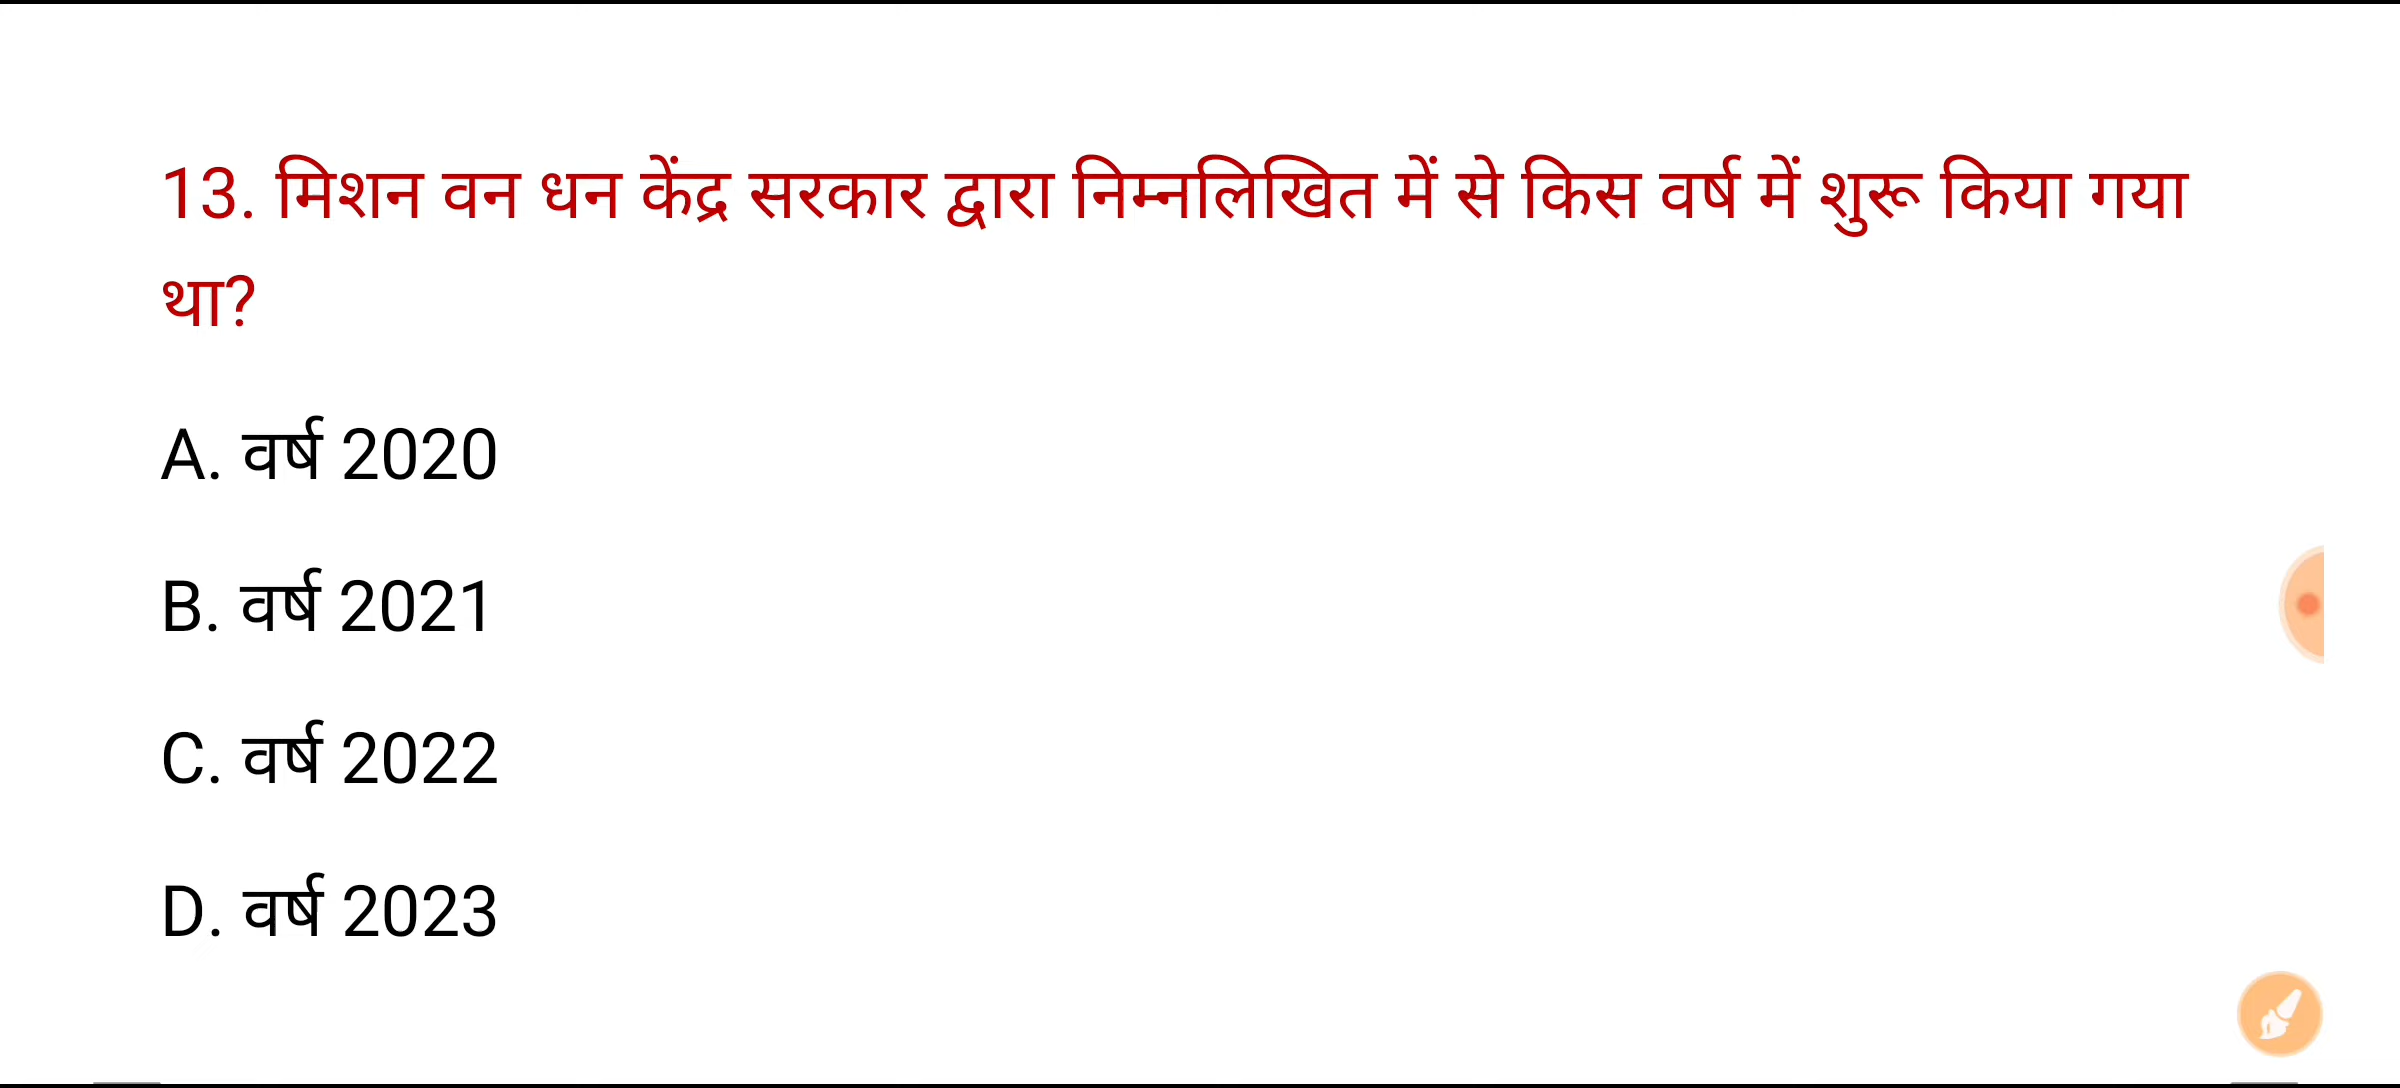 13. मिशन वन धन केंद्र सरकार द्वारा निम्नलिखित में से किस वर्ष में शुरू किया गया
था?
A. वर्ष 2020
B. वर्ष 2021
C. वर्ष 2022
D. वर्ष 2023